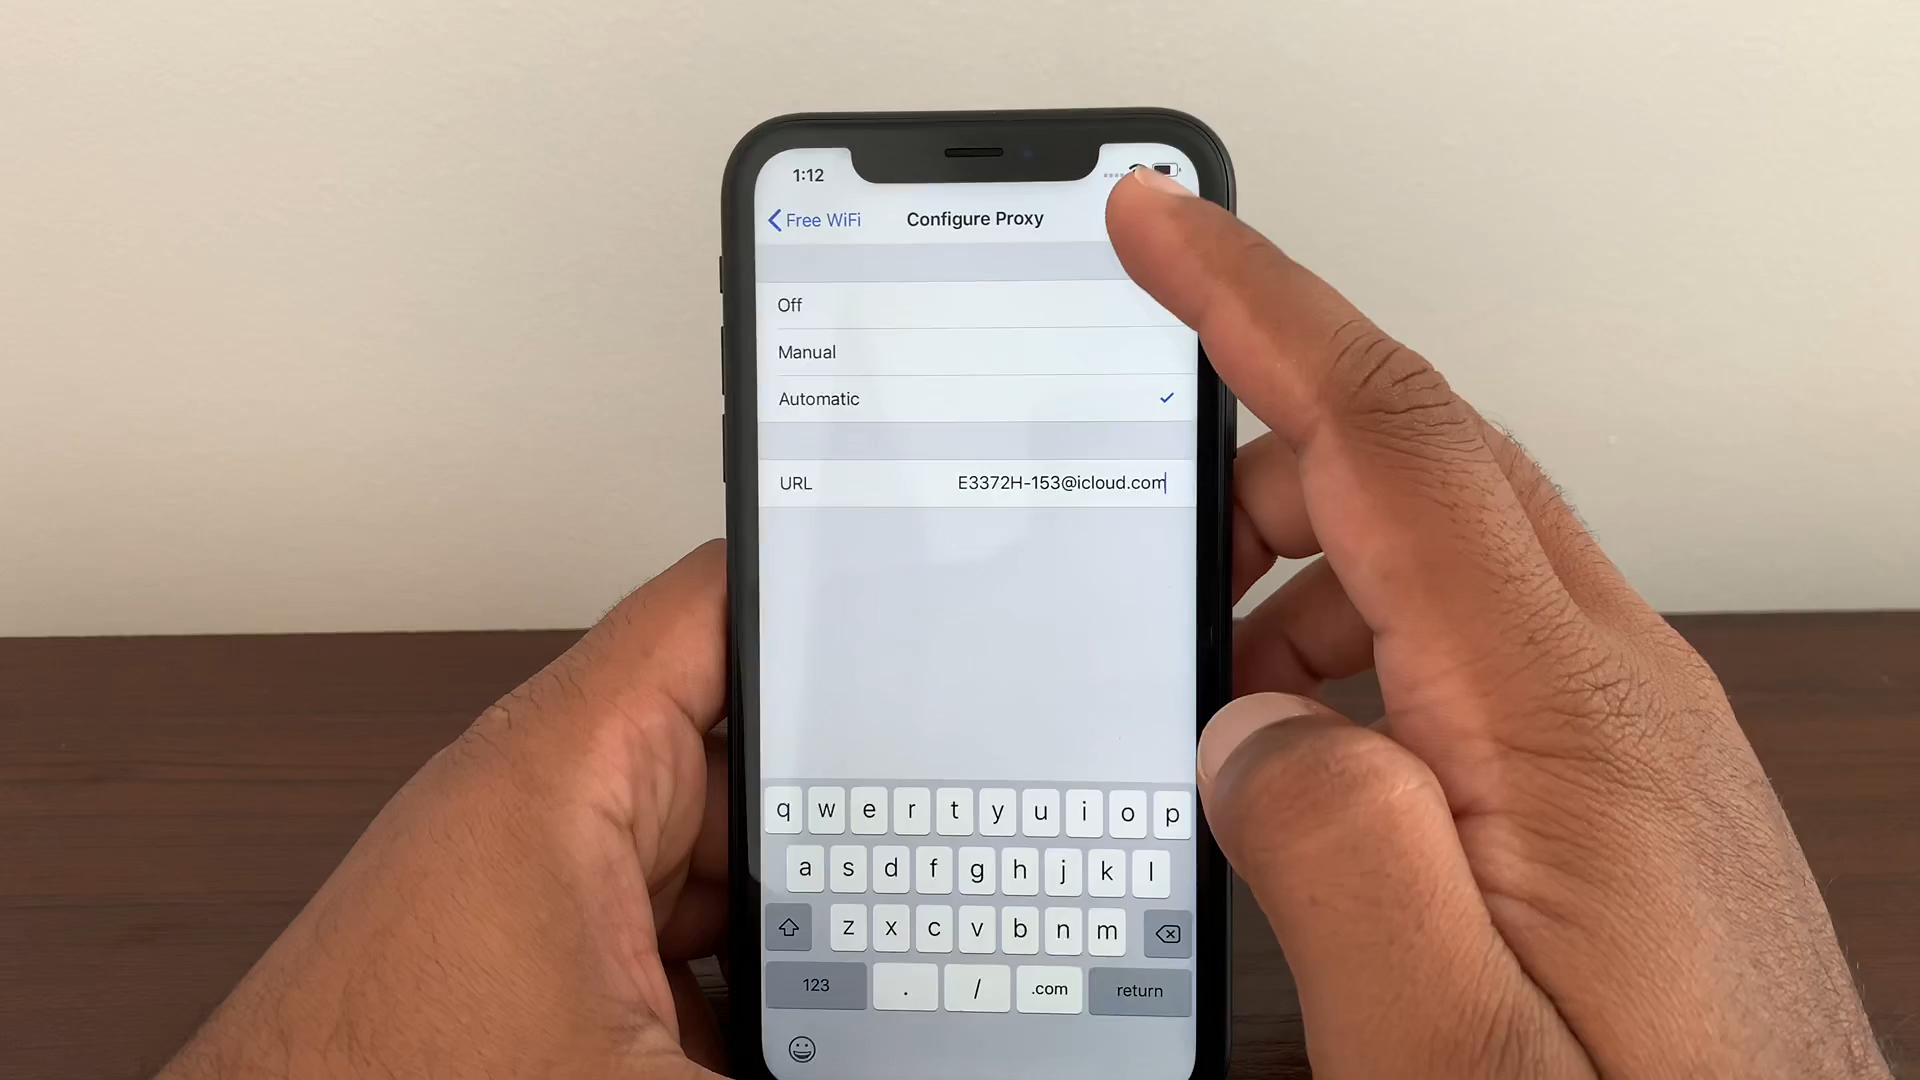 1:12
Free WiFi
Configure Proxy
Off
Manual
Automatic
URL E3372H-153@icloud.com
q w e r t y u i o p
a s d f g h j k l
z x c v b n m
123 . / .com return